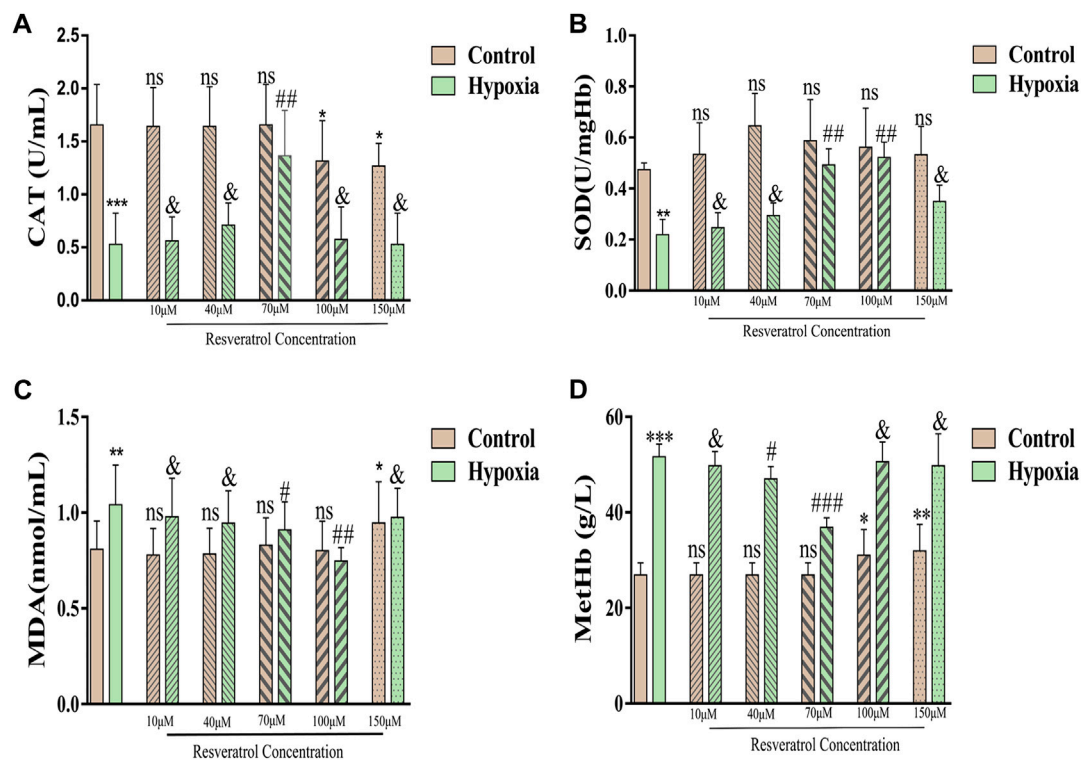 A
CAT (U/mL)
2.5
2.0
1.5
1.0
0.5
0.0
ns ns ns ## * *
*** & & & &
10μM 40μM 70μM 100μM 150μM
Resveratrol Concentration
Control
Hypoxia
B
SOD(U/mgHb)
1.0
0.8
0.6
0.4
0.2
0.0
ns ns ns ## ns ## ns
** & & &
10μM 40μM 70μM 100μM 150μM
Resveratrol Concentration
Control
Hypoxia
C
MDA(nmol/mL)
1.5
1.0
0.5
0.0
** & & # * &
ns ns ns ns ##
10μM 40μM 70μM 100μM 150μM
Resveratrol Concentration
Control
Hypoxia
D
MetHb (g/L)
60
40
20
0
*** & # ### & &
ns ns ns * **
10μM 40μM 70μM 100μM 150μM
Resveratrol Concentration
Control
Hypoxia